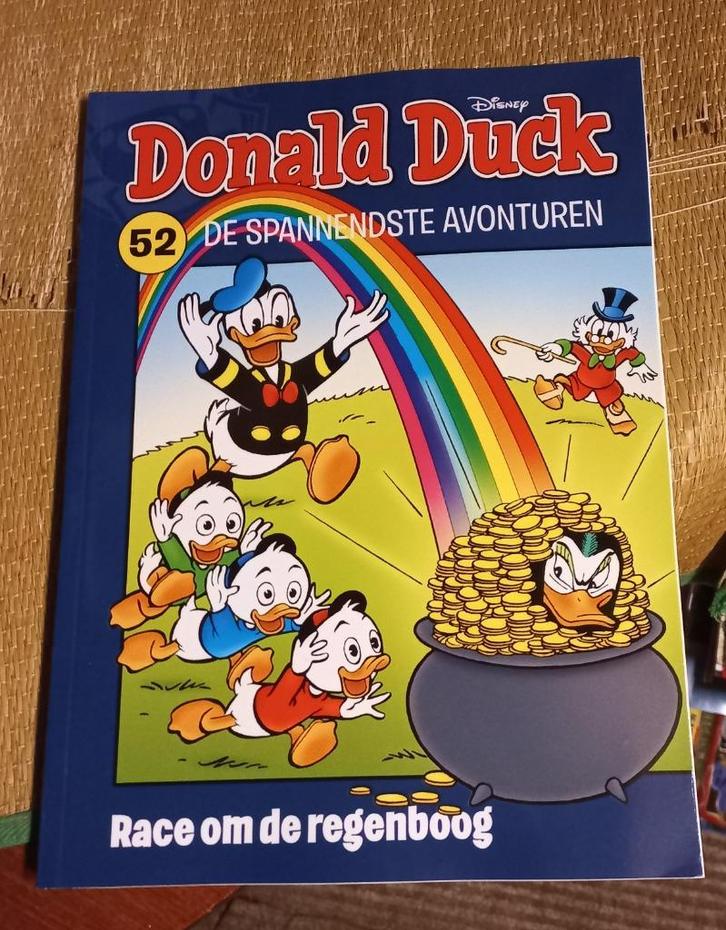 Disney
Donald Duck
52
DE SPANNENDSTE AVONTUREN
Race om de regenboog